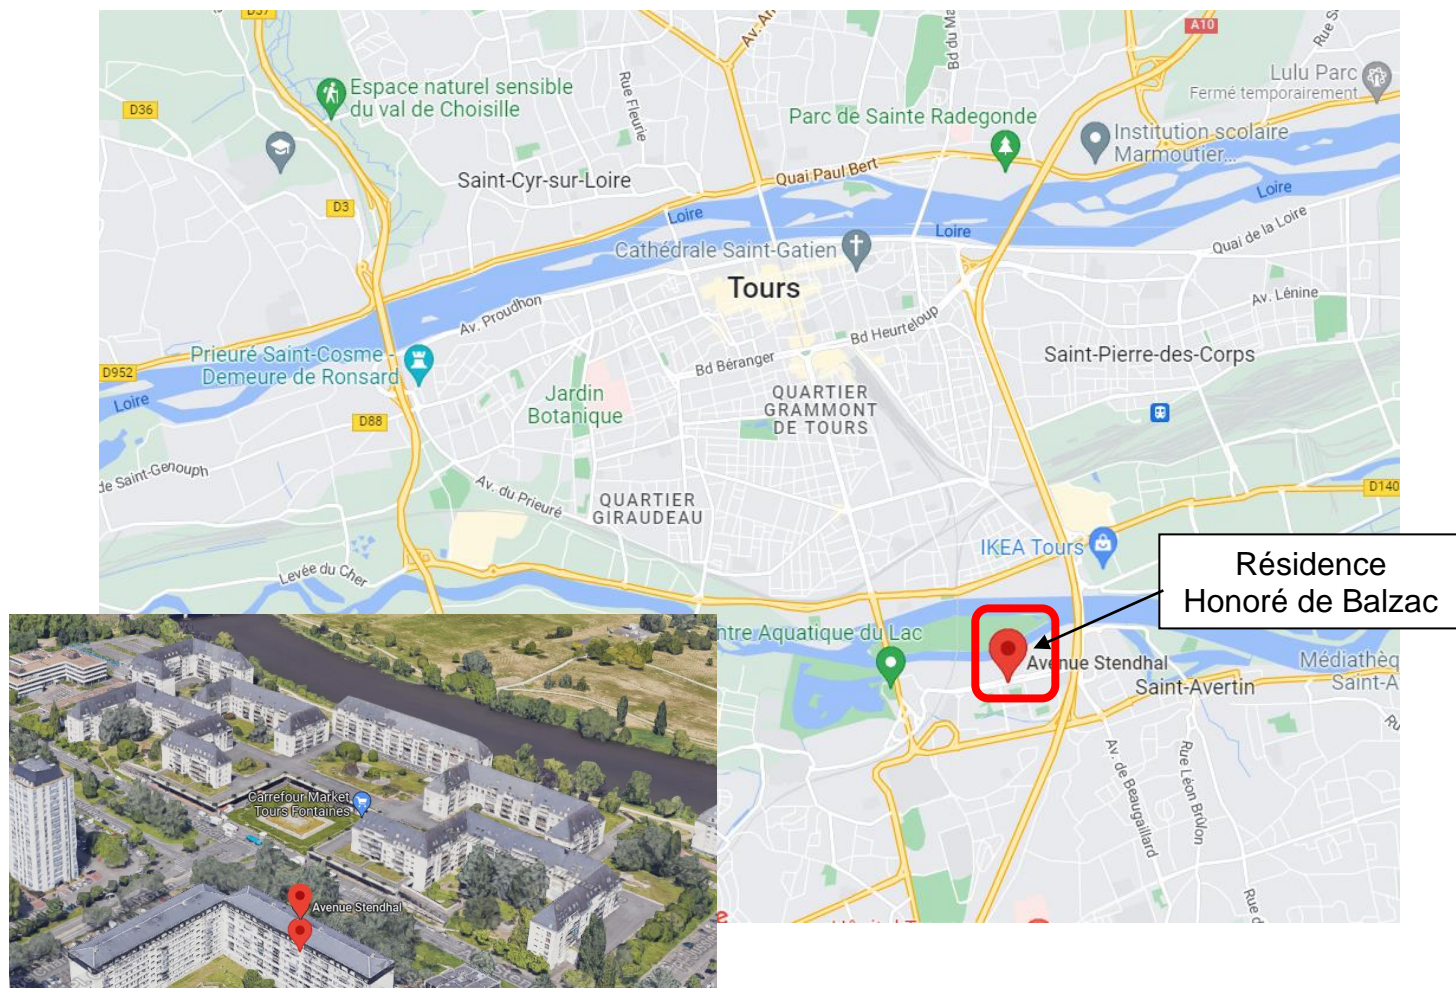 D37
A10
Av. An
Bd du Ma
Rue S
Espace naturel sensible
du val de Choisille
D36
Rue Fleurie
Lulu Parc
Fermé temporairement
Parc de Sainte Radegonde
Institution scolaire
Marmoutier...
Saint-Cyr-sur-Loire
Quai Paul Bert
D3
Loire
Loire
Loire
Quai de la Loire
Cathédrale Saint-Gatien
Tours
Av. Proudhon
Av. Lénine
Bd Heurteloup
Prieuré Saint-Cosme -
Demeure de Ronsard
Bd Béranger
Saint-Pierre-des-Corps
D952
Loire
Jardin
Botanique
QUARTIER
GRAMMONT
DE TOURS
D88
de Saint-Genouph
Av. du Prieuré
QUARTIER
GIRAUDEAU
D140
IKEA Tours
Levée du Cher
Résidence
Honoré de Balzac
ntre Aquatique du Lac
Avenue Stendhal
Saint-Avertin
Médiathèq
Saint-A
Ru
Av. de Beaugaillard
Rue Léon Brûlon
Rue d
Carrefour Market
Tours Fontaines
Avenue Stendhal
e